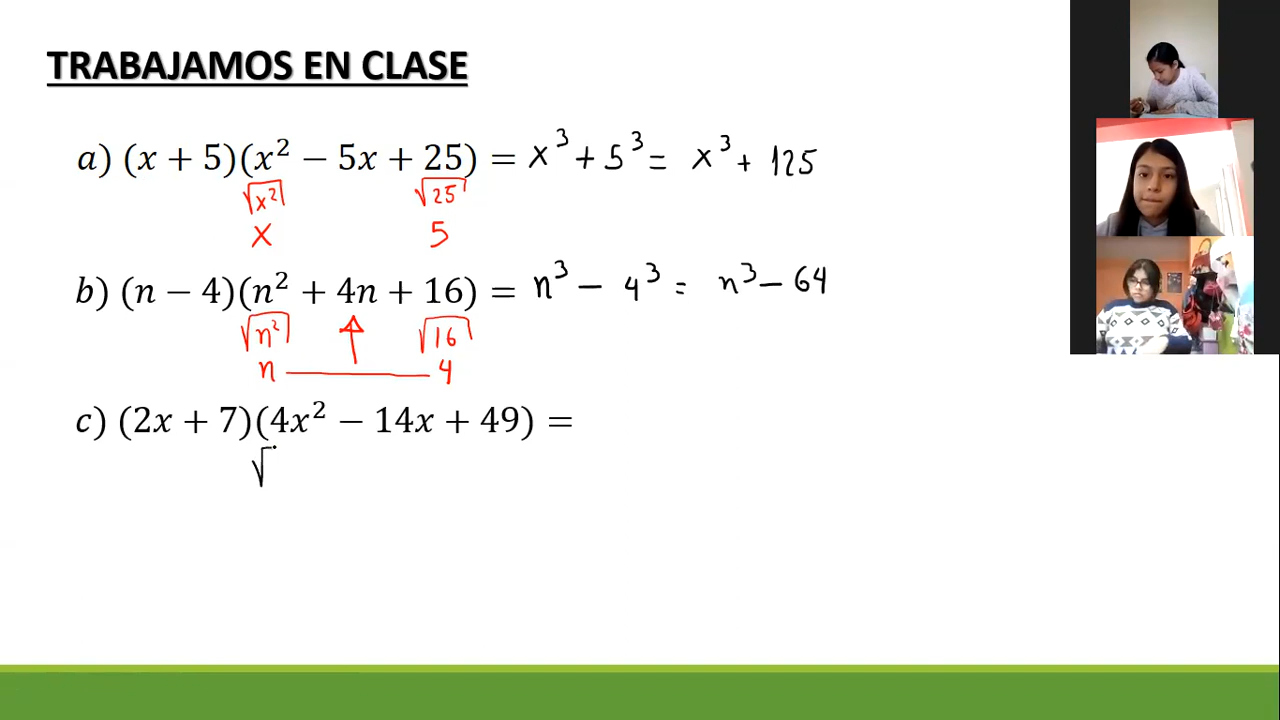 TRABAJAMOS EN CLASE
a) (x + 5)(x² − 5x + 25) = x³ + 5³ = x³ + 125
√x² √25
x 5
b) (n − 4)(n² + 4n + 16) = n³ − 4³ = n³ − 64
√n² √16
n 4
c) (2x + 7)(4x² − 14x + 49) =
√